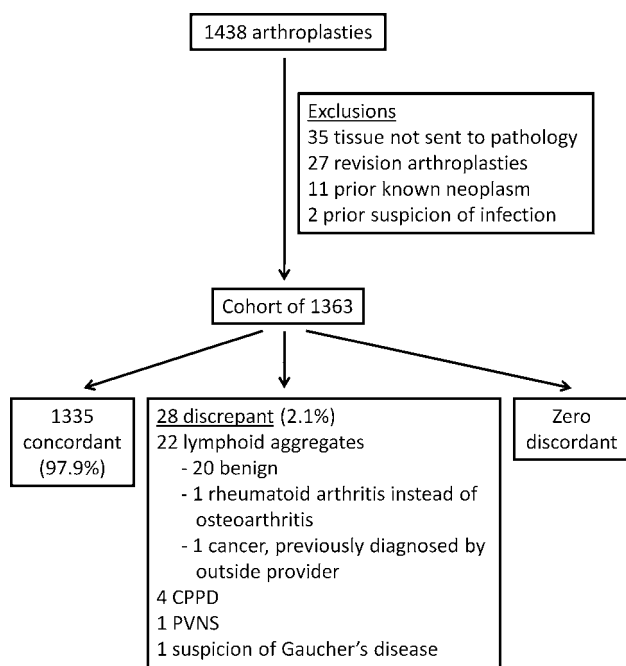 1438 arthroplasties
Exclusions
35 tissue not sent to pathology
27 revision arthroplasties
11 prior known neoplasm
2 prior suspicion of infection
Cohort of 1363
1335
concordant
(97.9%)
28 discrepant (2.1%)
22 lymphoid aggregates
- 20 benign
- 1 rheumatoid arthritis instead of
osteoarthritis
- 1 cancer, previously diagnosed by
outside provider
4 CPPD
1 PVNS
1 suspicion of Gaucher's disease
Zero
discordant